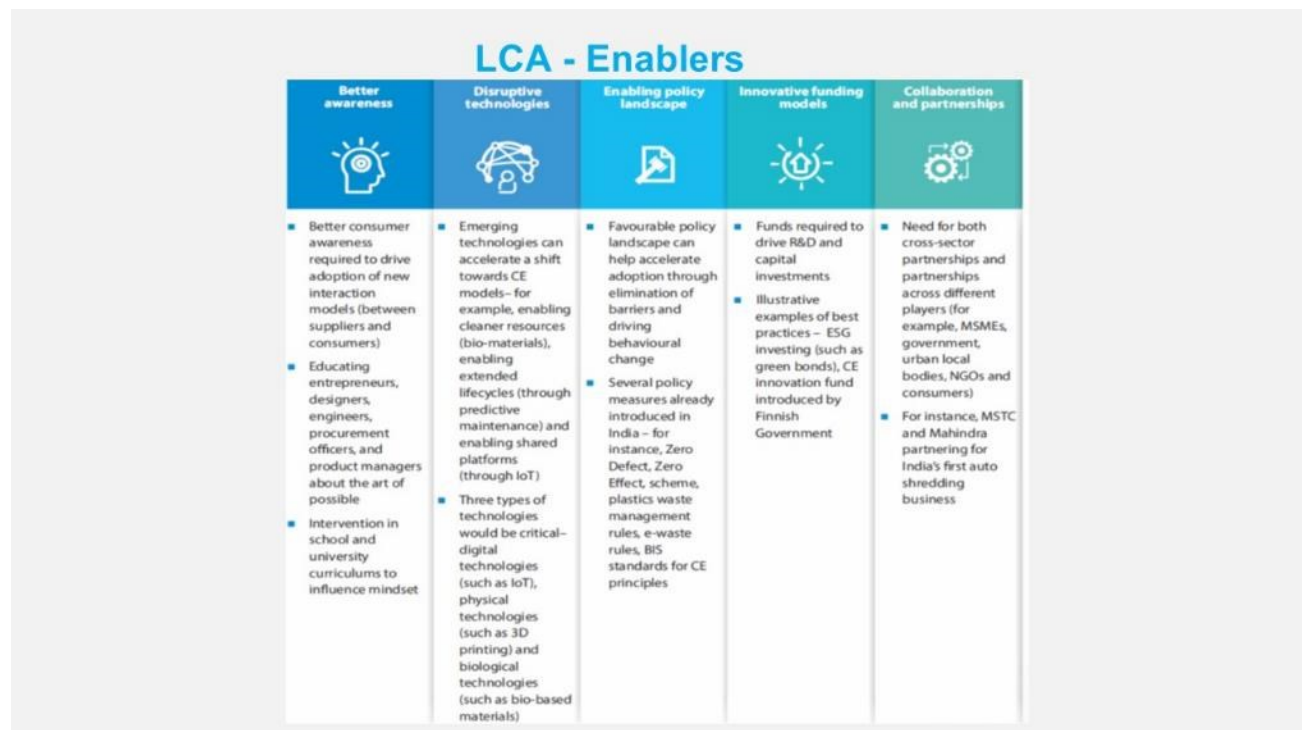 LCA - Enablers
Better
awareness
Disruptive
technologies
Enabling policy
landscape
Innovative funding
models
Collaboration
and partnerships
Better consumer
awareness
required to drive
adoption of new
interaction
models (between
suppliers and
consumers)
Educating
entrepreneurs,
designers,
engineers,
procurement
officers, and
product managers
about the art of
possible
Intervention in
school and
university
curriculums to
influence mindset
Emerging
technologies can
accelerate a shift
towards CE
models– for
example, enabling
cleaner resources
(bio-materials),
enabling
extended
lifecycles (through
predictive
maintenance) and
enabling shared
platforms
(through IoT)
Three types of
technologies
would be critical–
digital
technologies
(such as IoT),
physical
technologies
(such as 3D
printing) and
biological
technologies
(such as bio-based
materials)
Favourable policy
landscape can
help accelerate
adoption through
elimination of
barriers and
driving
behavioural
change
Several policy
measures already
introduced in
India – for
instance, Zero
Defect, Zero
Effect, scheme,
plastics waste
management
rules, e-waste
rules, BIS
standards for CE
principles
Funds required to
drive R&D and
capital
investments
Illustrative
examples of best
practices – ESG
investing (such as
green bonds), CE
innovation fund
introduced by
Finnish
Government
Need for both
cross-sector
partnerships and
partnerships
across different
players (for
example, MSMEs,
government,
urban local
bodies, NGOs and
consumers)
For instance, MSTC
and Mahindra
partnering for
India's first auto
shredding
business